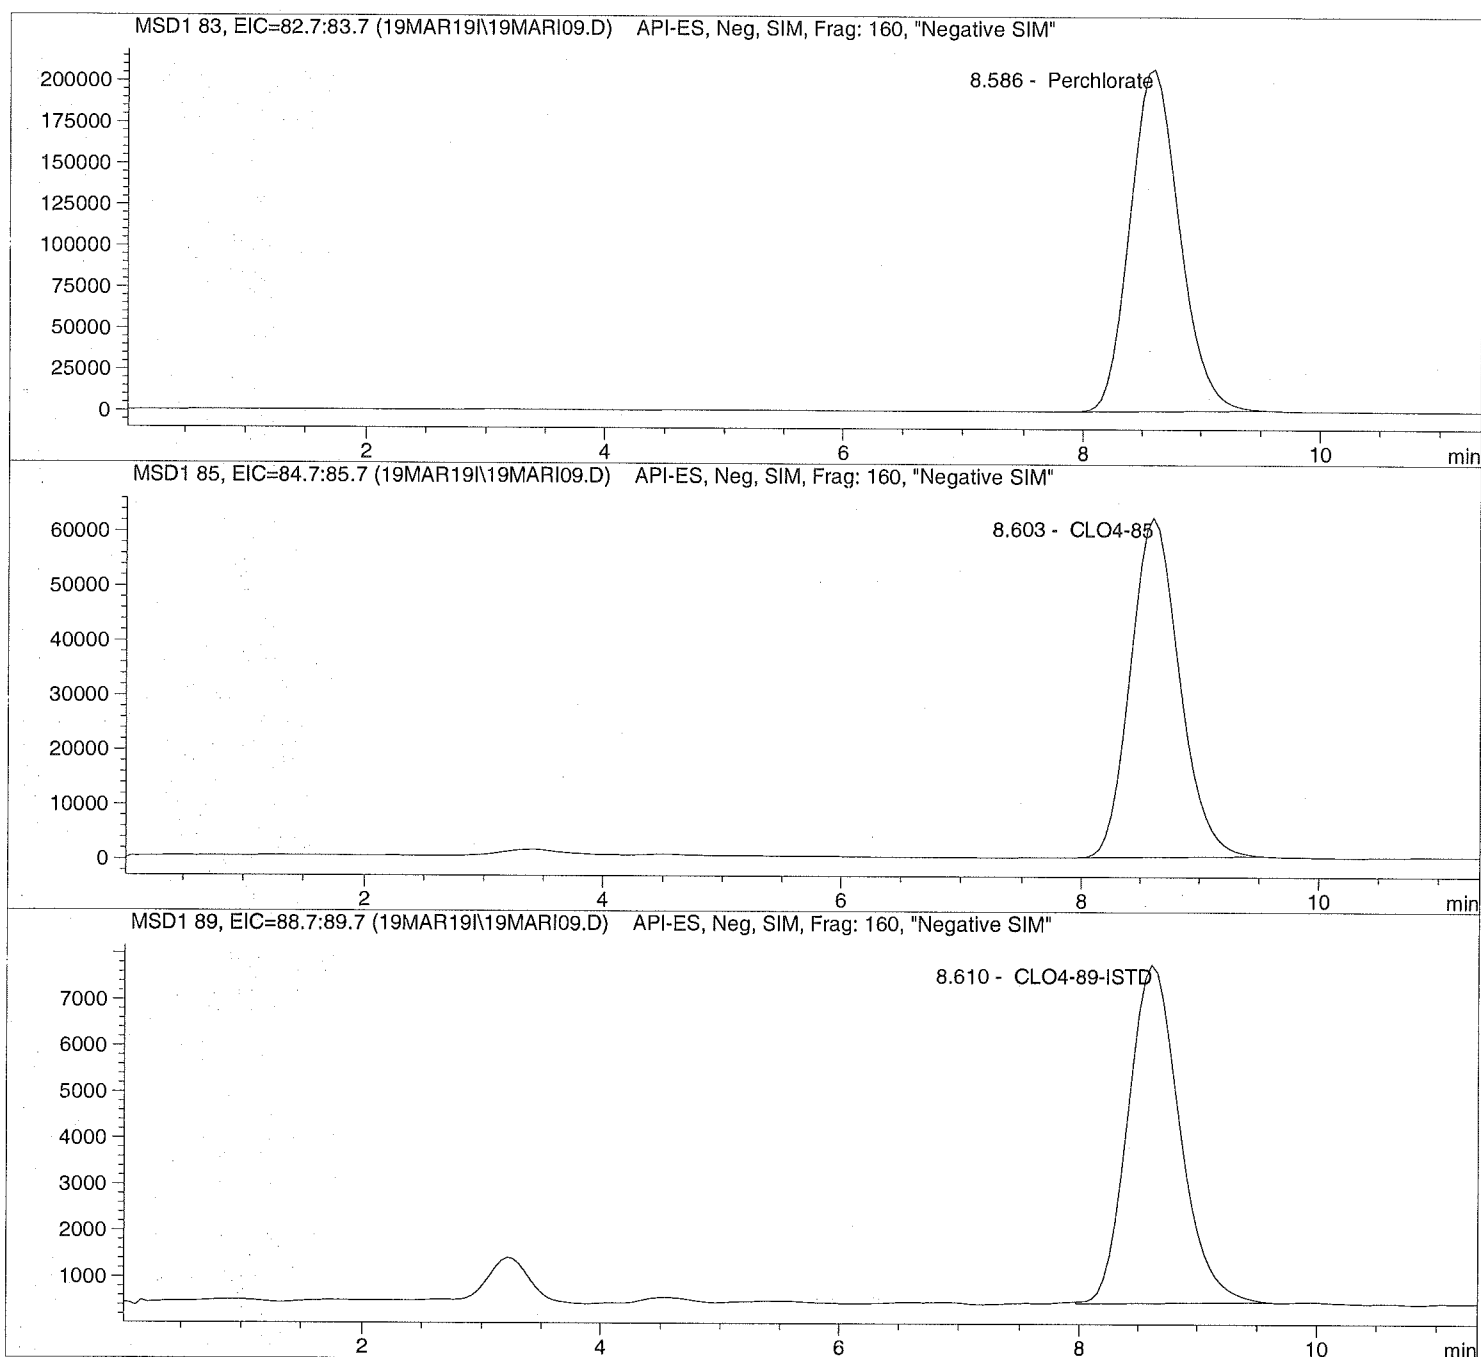 MSD1 83, EIC=82.7:83.7 (19MAR19I\19MARI09.D) API-ES, Neg, SIM, Frag: 160, "Negative SIM"
8.586 - Perchlorate
200000
175000
150000
125000
100000
75000
50000
25000
0
2 4 6 8 10 min
MSD1 85, EIC=84.7:85.7 (19MAR19I\19MARI09.D) API-ES, Neg, SIM, Frag: 160, "Negative SIM"
8.603 - CLO4-85
60000
50000
40000
30000
20000
10000
0
2 4 6 8 10 min
MSD1 89, EIC=88.7:89.7 (19MAR19I\19MARI09.D) API-ES, Neg, SIM, Frag: 160, "Negative SIM"
8.610 - CLO4-89-ISTD
7000
6000
5000
4000
3000
2000
1000
2 4 6 8 10 min